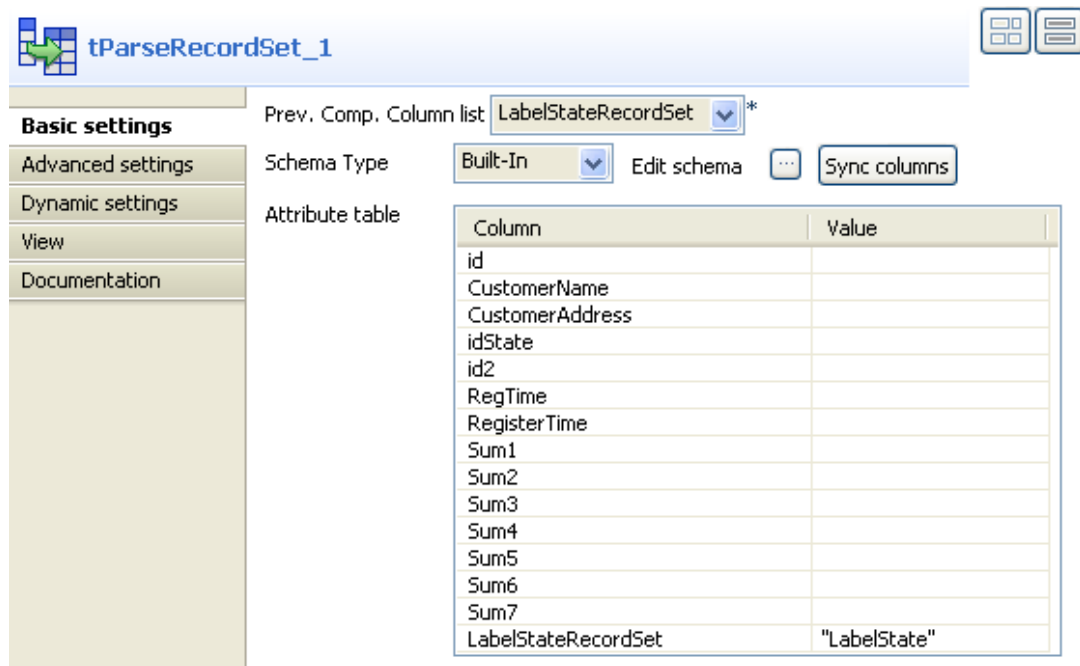 tParseRecordSet_1
Basic settings
Advanced settings
Dynamic settings
View
Documentation
Prev. Comp. Column list LabelStateRecordSet *
Schema Type Built-In Edit schema ... Sync columns
Attribute table
Column Value
id
CustomerName
CustomerAddress
idState
id2
RegTime
RegisterTime
Sum1
Sum2
Sum3
Sum4
Sum5
Sum6
Sum7
LabelStateRecordSet "LabelState"